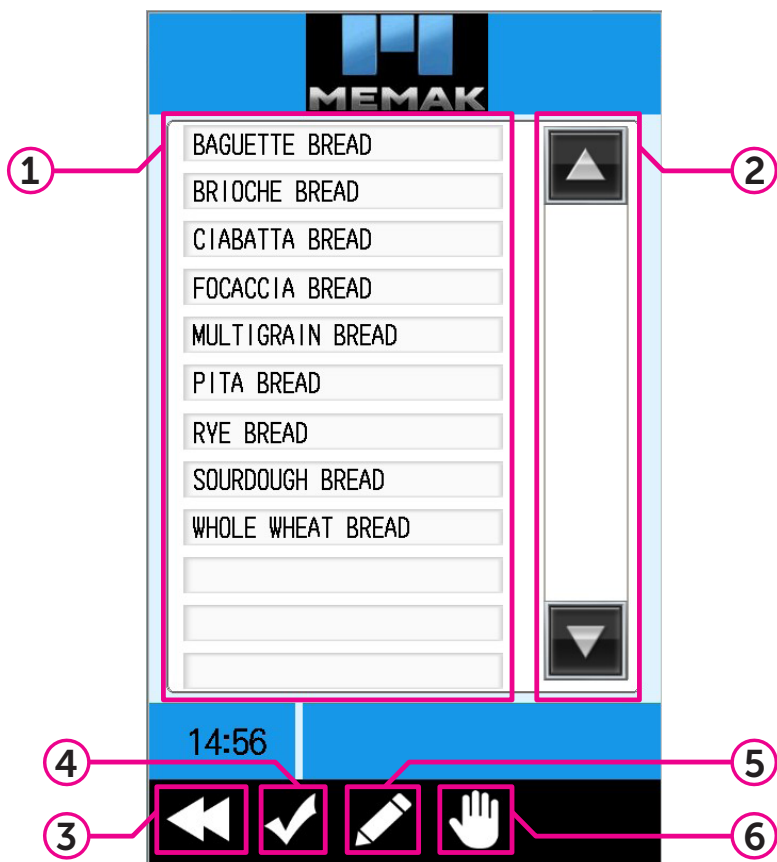 MEMAK
1
2
BAGUETTE BREAD
BRIOCHE BREAD
CIABATTA BREAD
FOCACCIA BREAD
MULTIGRAIN BREAD
PITA BREAD
RYE BREAD
SOURDOUGH BREAD
WHOLE WHEAT BREAD
14:56
4
5
3
6